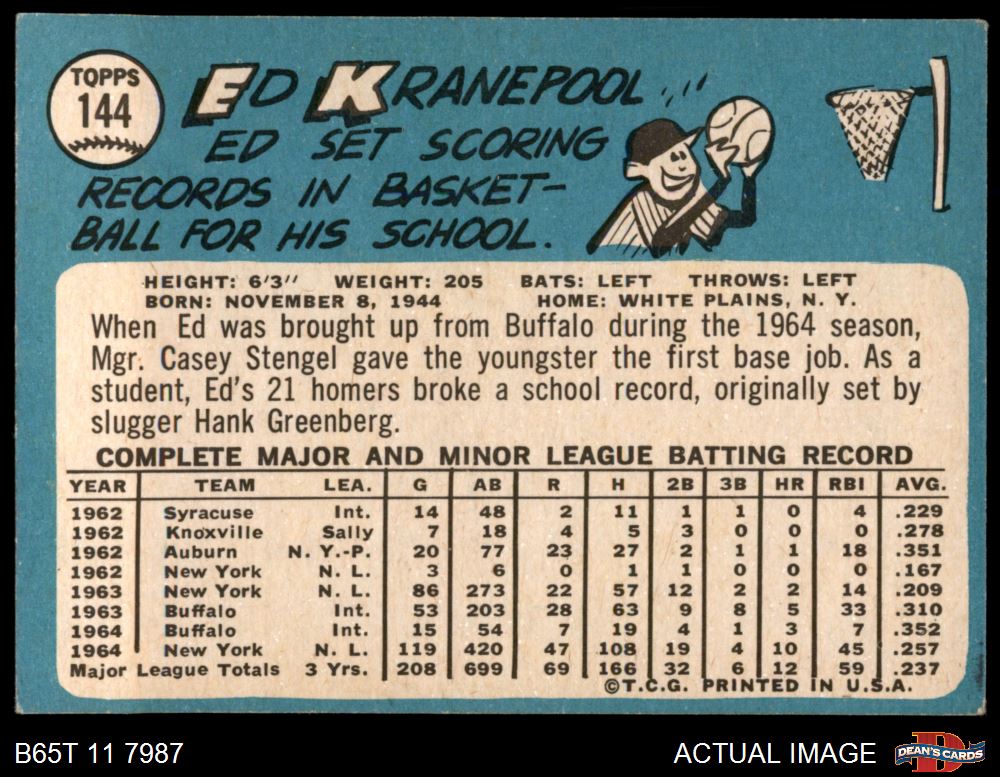 TOPPS
144
ED KRANEPOOL
ED SET SCORING
RECORDS IN BASKET-
BALL FOR HIS SCHOOL.
HEIGHT: 6'3" WEIGHT: 205 BATS: LEFT THROWS: LEFT
BORN: NOVEMBER 8, 1944 HOME: WHITE PLAINS, N. Y.
When Ed was brought up from Buffalo during the 1964 season,
Mgr. Casey Stengel gave the youngster the first base job. As a
student, Ed's 21 homers broke a school record, originally set by
slugger Hank Greenberg.
COMPLETE MAJOR AND MINOR LEAGUE BATTING RECORD
YEAR TEAM LEA. G AB R H 2B 3B HR RBI AVG.
1962 Syracuse Int. 14 48 2 11 1 1 0 4 .229
1962 Knoxville Sally 7 18 4 5 3 0 0 0 .278
1962 Auburn N. Y.-P. 20 77 23 27 2 1 1 18 .351
1962 New York N. L. 3 6 0 1 1 0 0 0 .167
1963 New York N. L. 86 273 22 57 12 2 2 14 .209
1963 Buffalo Int. 53 203 28 63 9 8 5 33 .310
1964 Buffalo Int. 15 54 7 19 4 1 3 7 .352
1964 New York N. L. 119 420 47 108 19 4 10 45 .257
Major League Totals 3 Yrs. 208 699 69 166 32 6 12 59 .237
©T.C.G. PRINTED IN U.S.A.
B65T 11 7987 ACTUAL IMAGE
DEAN'S CARDS